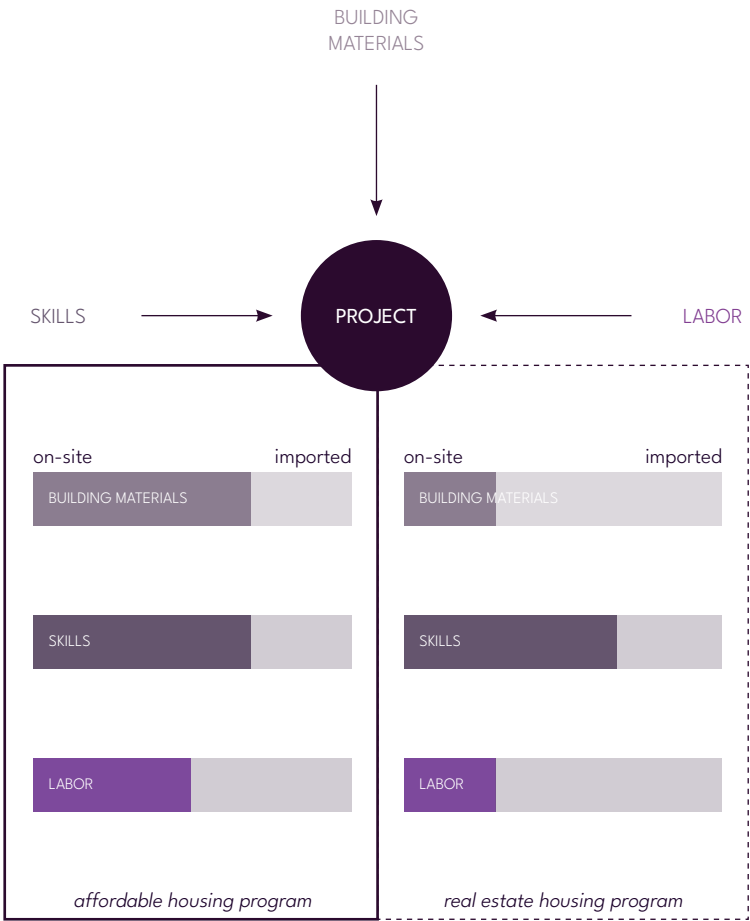 BUILDING
MATERIALS
SKILLS
PROJECT
LABOR
on-site
imported
BUILDING MATERIALS
SKILLS
LABOR
affordable housing program
on-site
imported
BUILDING MATERIALS
SKILLS
LABOR
real estate housing program